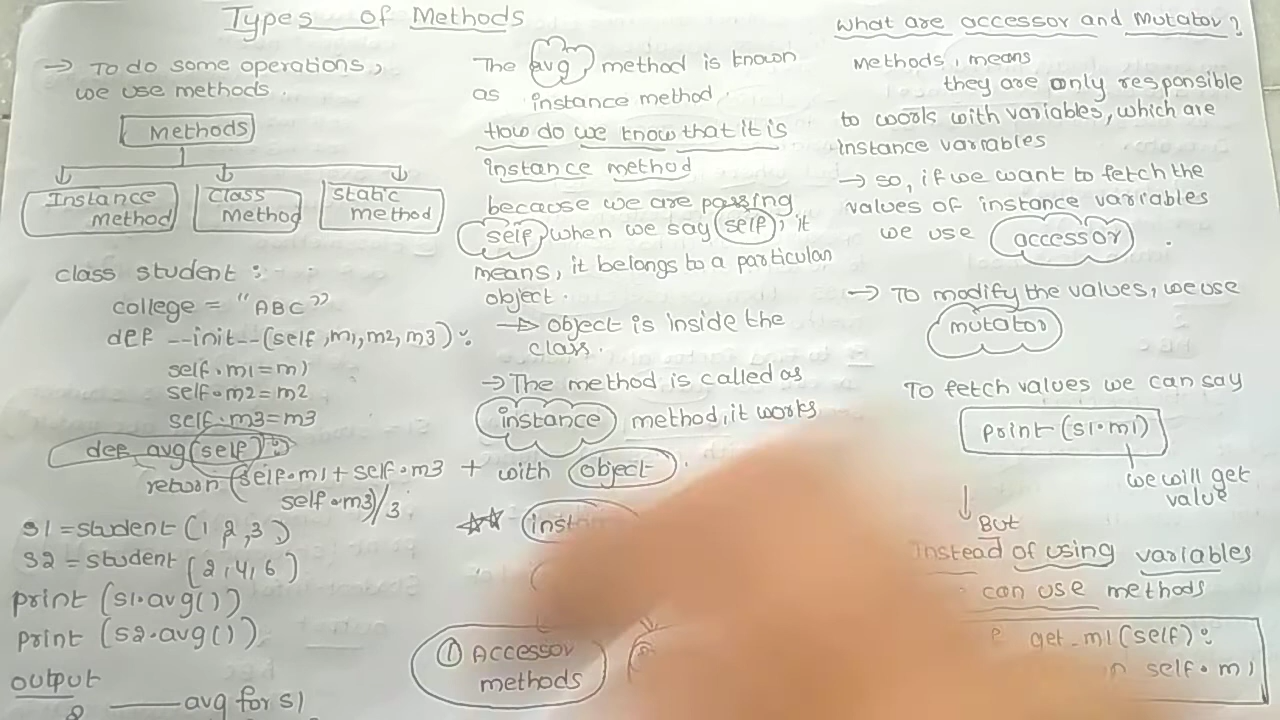 Types of Methods
→ To do some operations,
we use methods.
Methods
Instance method
Class Method
static method
class student :
college = "ABC"
def __init__(self,m1,m2,m3):
self.m1=m1
self.m2=m2
self.m3=m3
def avg(self):
return (self.m1 + self.m3 +
self.m3)/3
S1=student (1 2,3)
S2=student (2,4,6)
print (s1.avg())
print (s2.avg())
output
avg for s1
The avg method is known
as instance method.
How do we know that it is
instance method
because we are passing
self, when we say self, it
means, it belongs to a particular
object.
→ object is inside the
class.
→ The method is called as
instance method, it works
with object.
① Accessor
methods
What are accessor and Mutator?
Methods, means
they are only responsible
to work with variables, which are
instance variables
→ so, if we want to fetch the
values of instance variables
we use accessor.
→ To modify the values, we use
mutator
To fetch values we can say
print (s1.m1)
we will get
value
But
instead of using variables
can use methods
get_m1(self):
self.m1